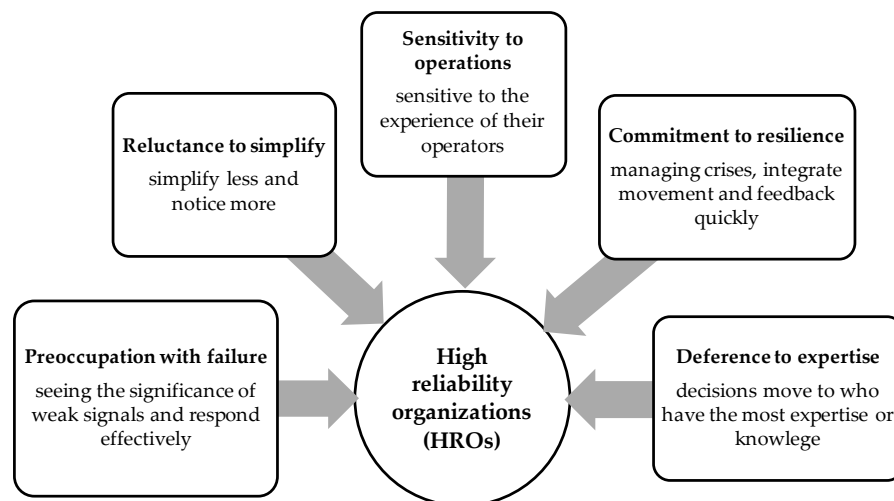 Sensitivity to
operations
sensitive to the
experience of their
operators
Reluctance to simplify
simplify less and
notice more
Commitment to resilience
managing crises, integrate
movement and feedback
quickly
Preoccupation with failure
seeing the significance of
weak signals and respond
effectively
High
reliability
organizations
(HROs)
Deference to expertise
decisions move to who
have the most expertise or
knowlege